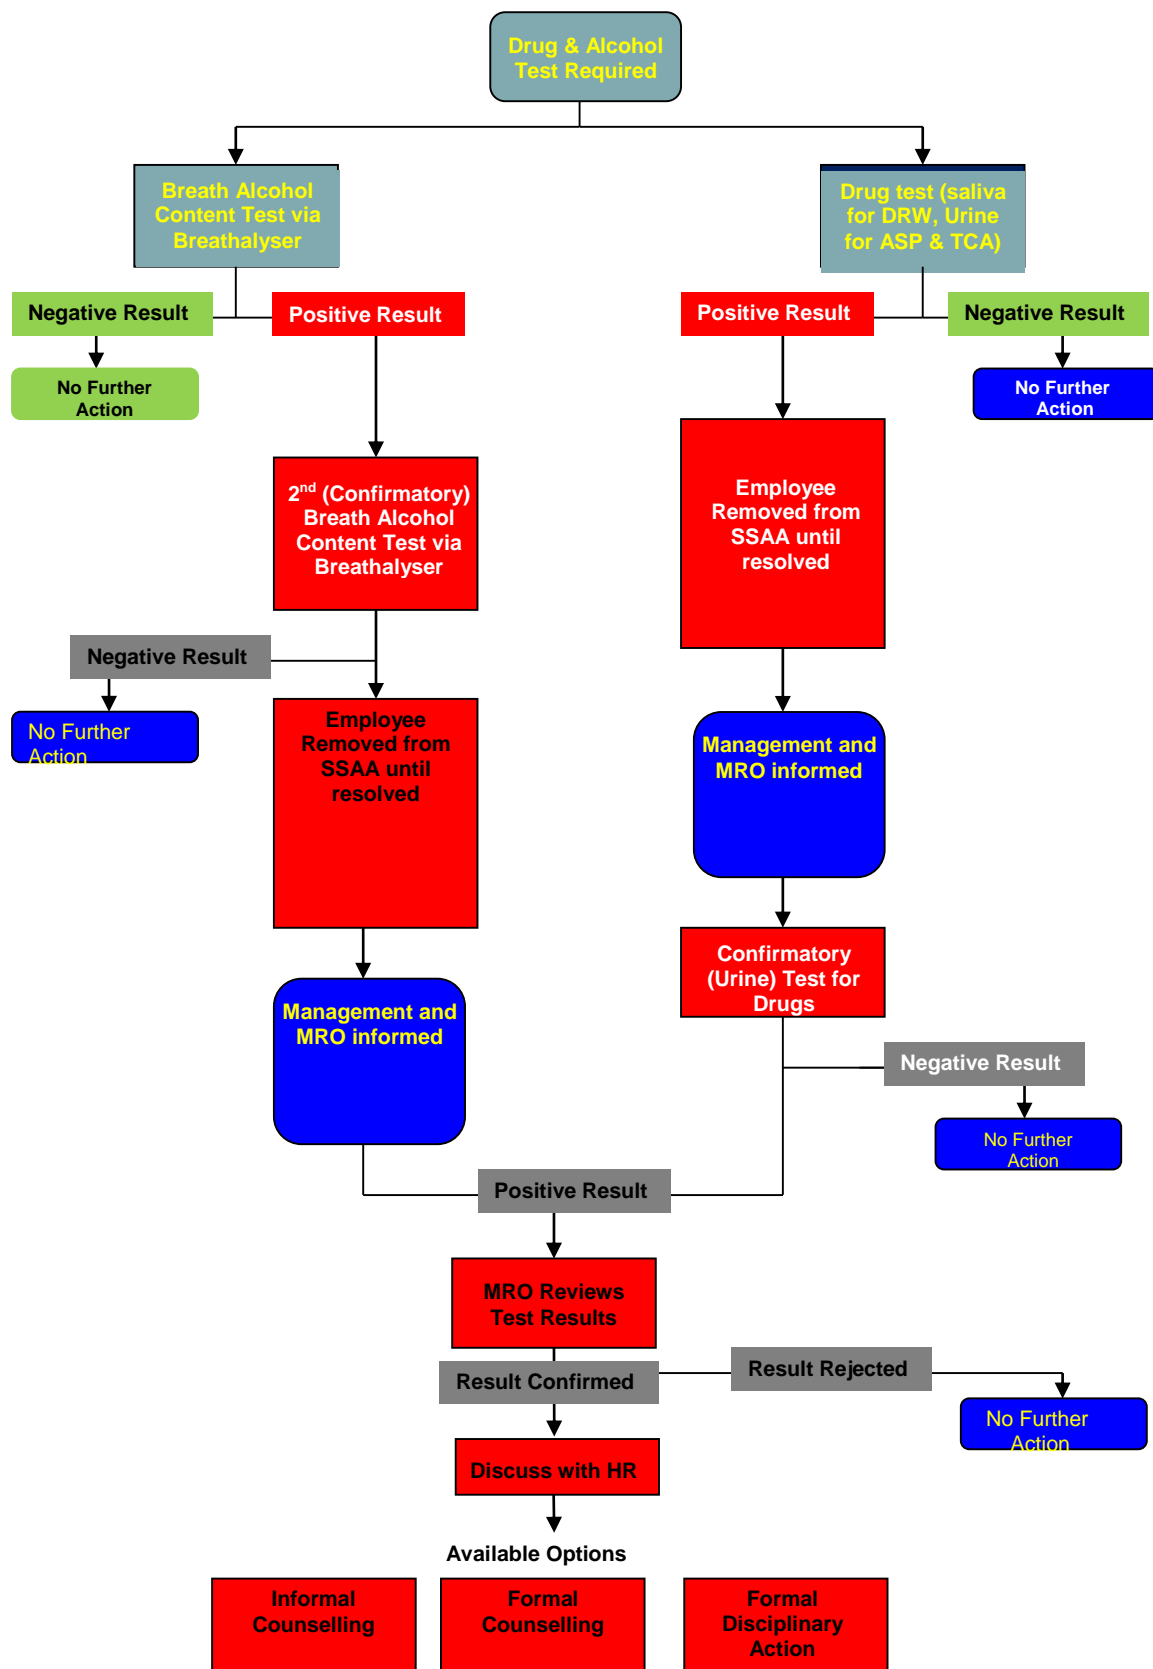 Drug & Alcohol
Test Required
Breath Alcohol
Content Test via
Breathalyser
Drug test (saliva
for DRW, Urine
for ASP & TCA)
Negative Result
Positive Result
Positive Result
Negative Result
No Further
Action
No Further
Action
2nd (Confirmatory)
Breath Alcohol
Content Test via
Breathalyser
Employee
Removed from
SSAA until
resolved
Negative Result
No Further
Action
Employee
Removed from
SSAA until
resolved
Management and
MRO informed
Confirmatory
(Urine) Test for
Drugs
Management and
MRO informed
Negative Result
No Further
Action
Positive Result
MRO Reviews
Test Results
Result Confirmed
Result Rejected
No Further
Action
Discuss with HR
Available Options
Informal
Counselling
Formal
Counselling
Formal
Disciplinary
Action